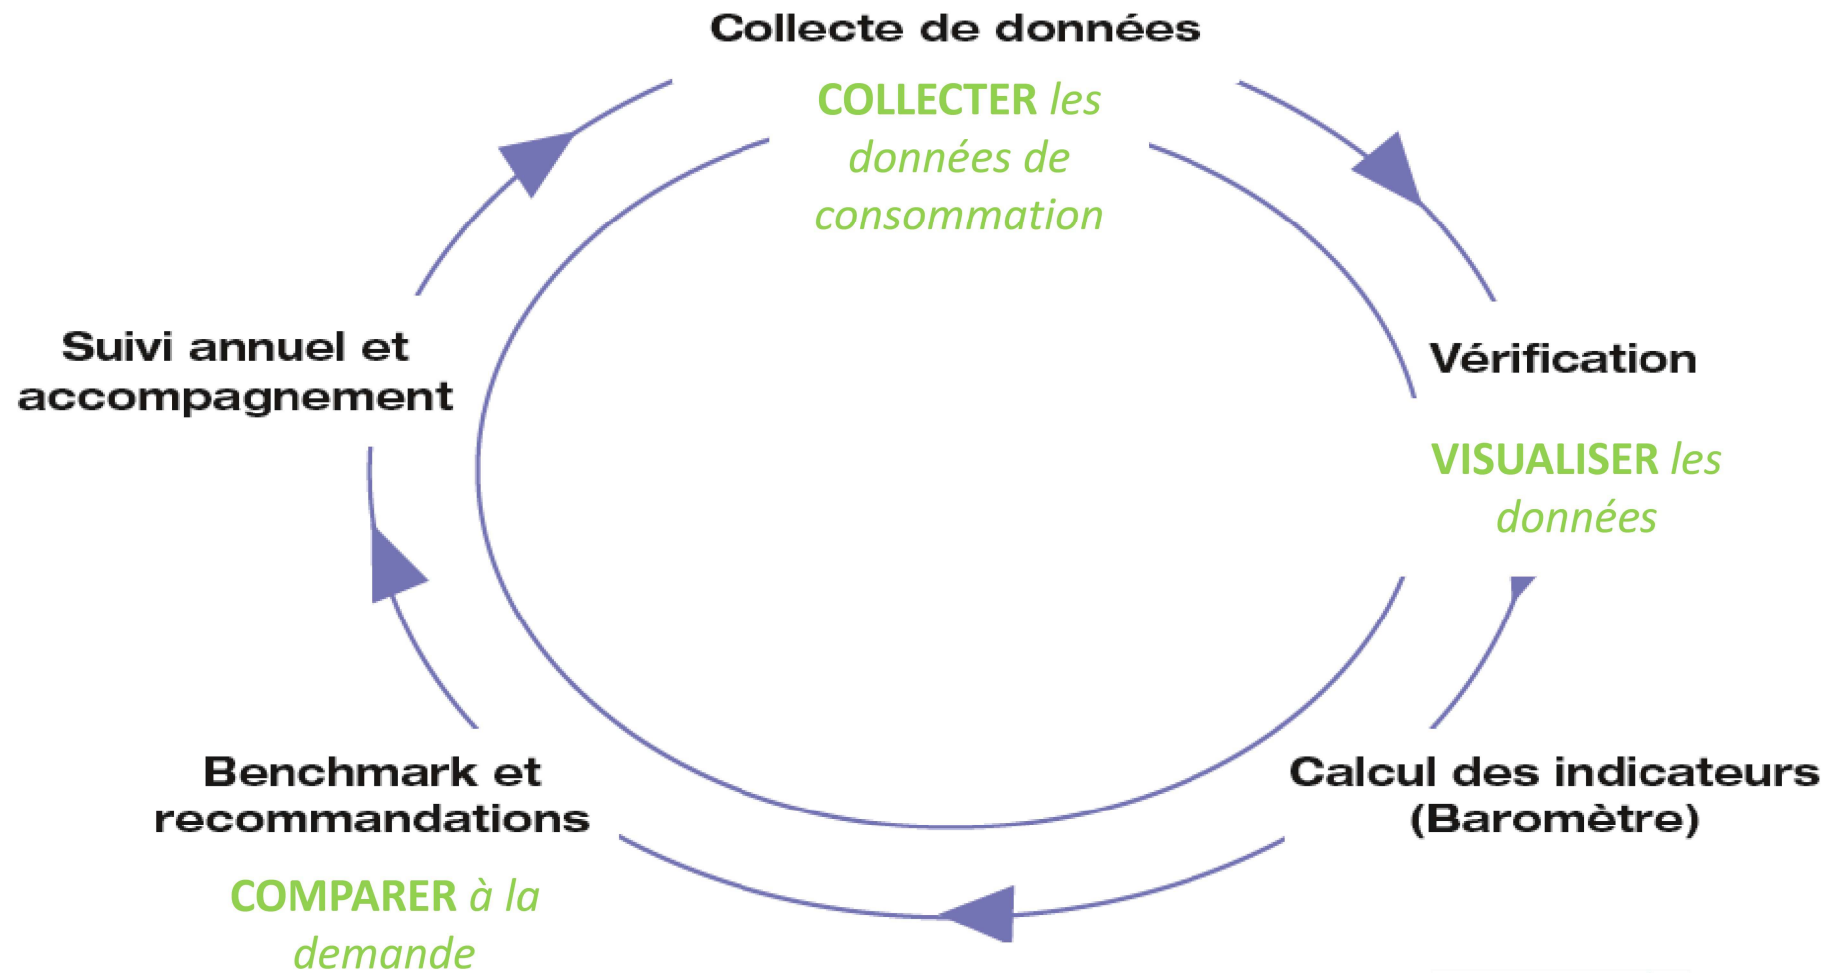 Collecte de données
COLLECTER les
données de
consommation
Suivi annuel et
accompagnement
Vérification
VISUALISER les
données
Benchmark et
recommandations
COMPARER à la
demande
Calcul des indicateurs
(Baromètre)